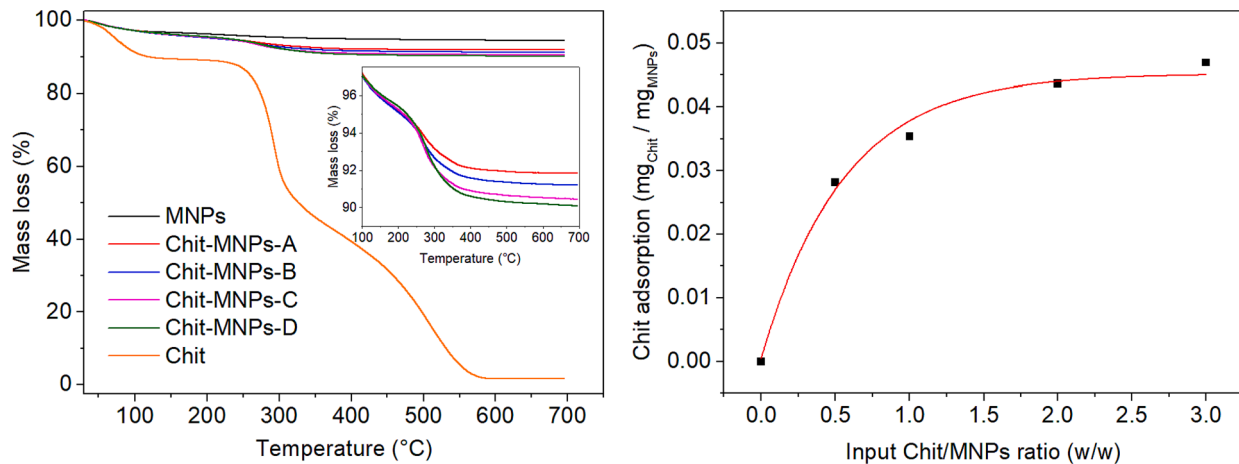 100
80
60
40
20
0
Mass loss (%)
MNPs
Chit-MNPs-A
Chit-MNPs-B
Chit-MNPs-C
Chit-MNPs-D
Chit
96
94
92
90
Mass loss (%)
100 200 300 400 500 600 700
Temperature (°C)
100 200 300 400 500 600 700
Temperature (°C)
0.05
0.04
0.03
0.02
0.01
0.00
Chit adsorption (mgChit / mgMNPs)
0.0 0.5 1.0 1.5 2.0 2.5 3.0
Input Chit/MNPs ratio (w/w)